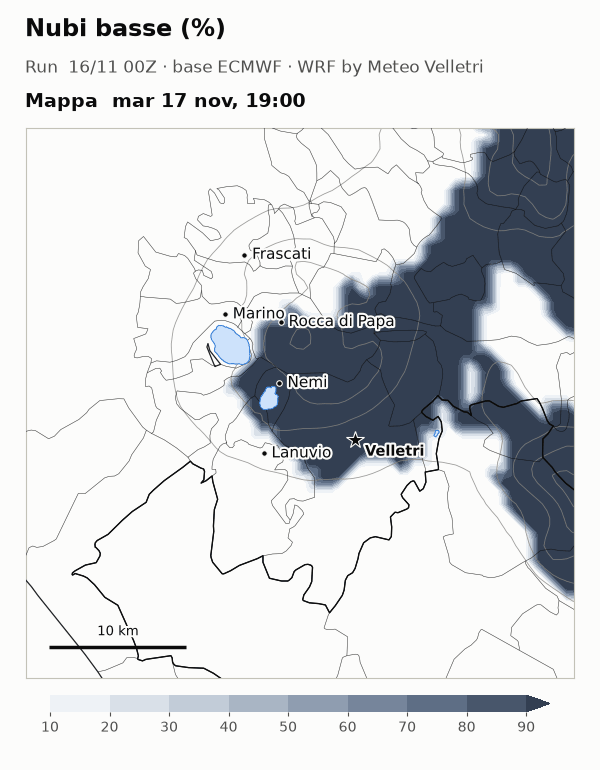 Nubi basse (%)
Run  16/11 00Z · base ECMWF · WRF by Meteo Velletri
Mappa  mar 17 nov, 19:00
Frascati
Marino
Rocca di Papa
Nemi
Velletri
Lanuvio
10 km
10 20 30 40 50 60 70 80 90